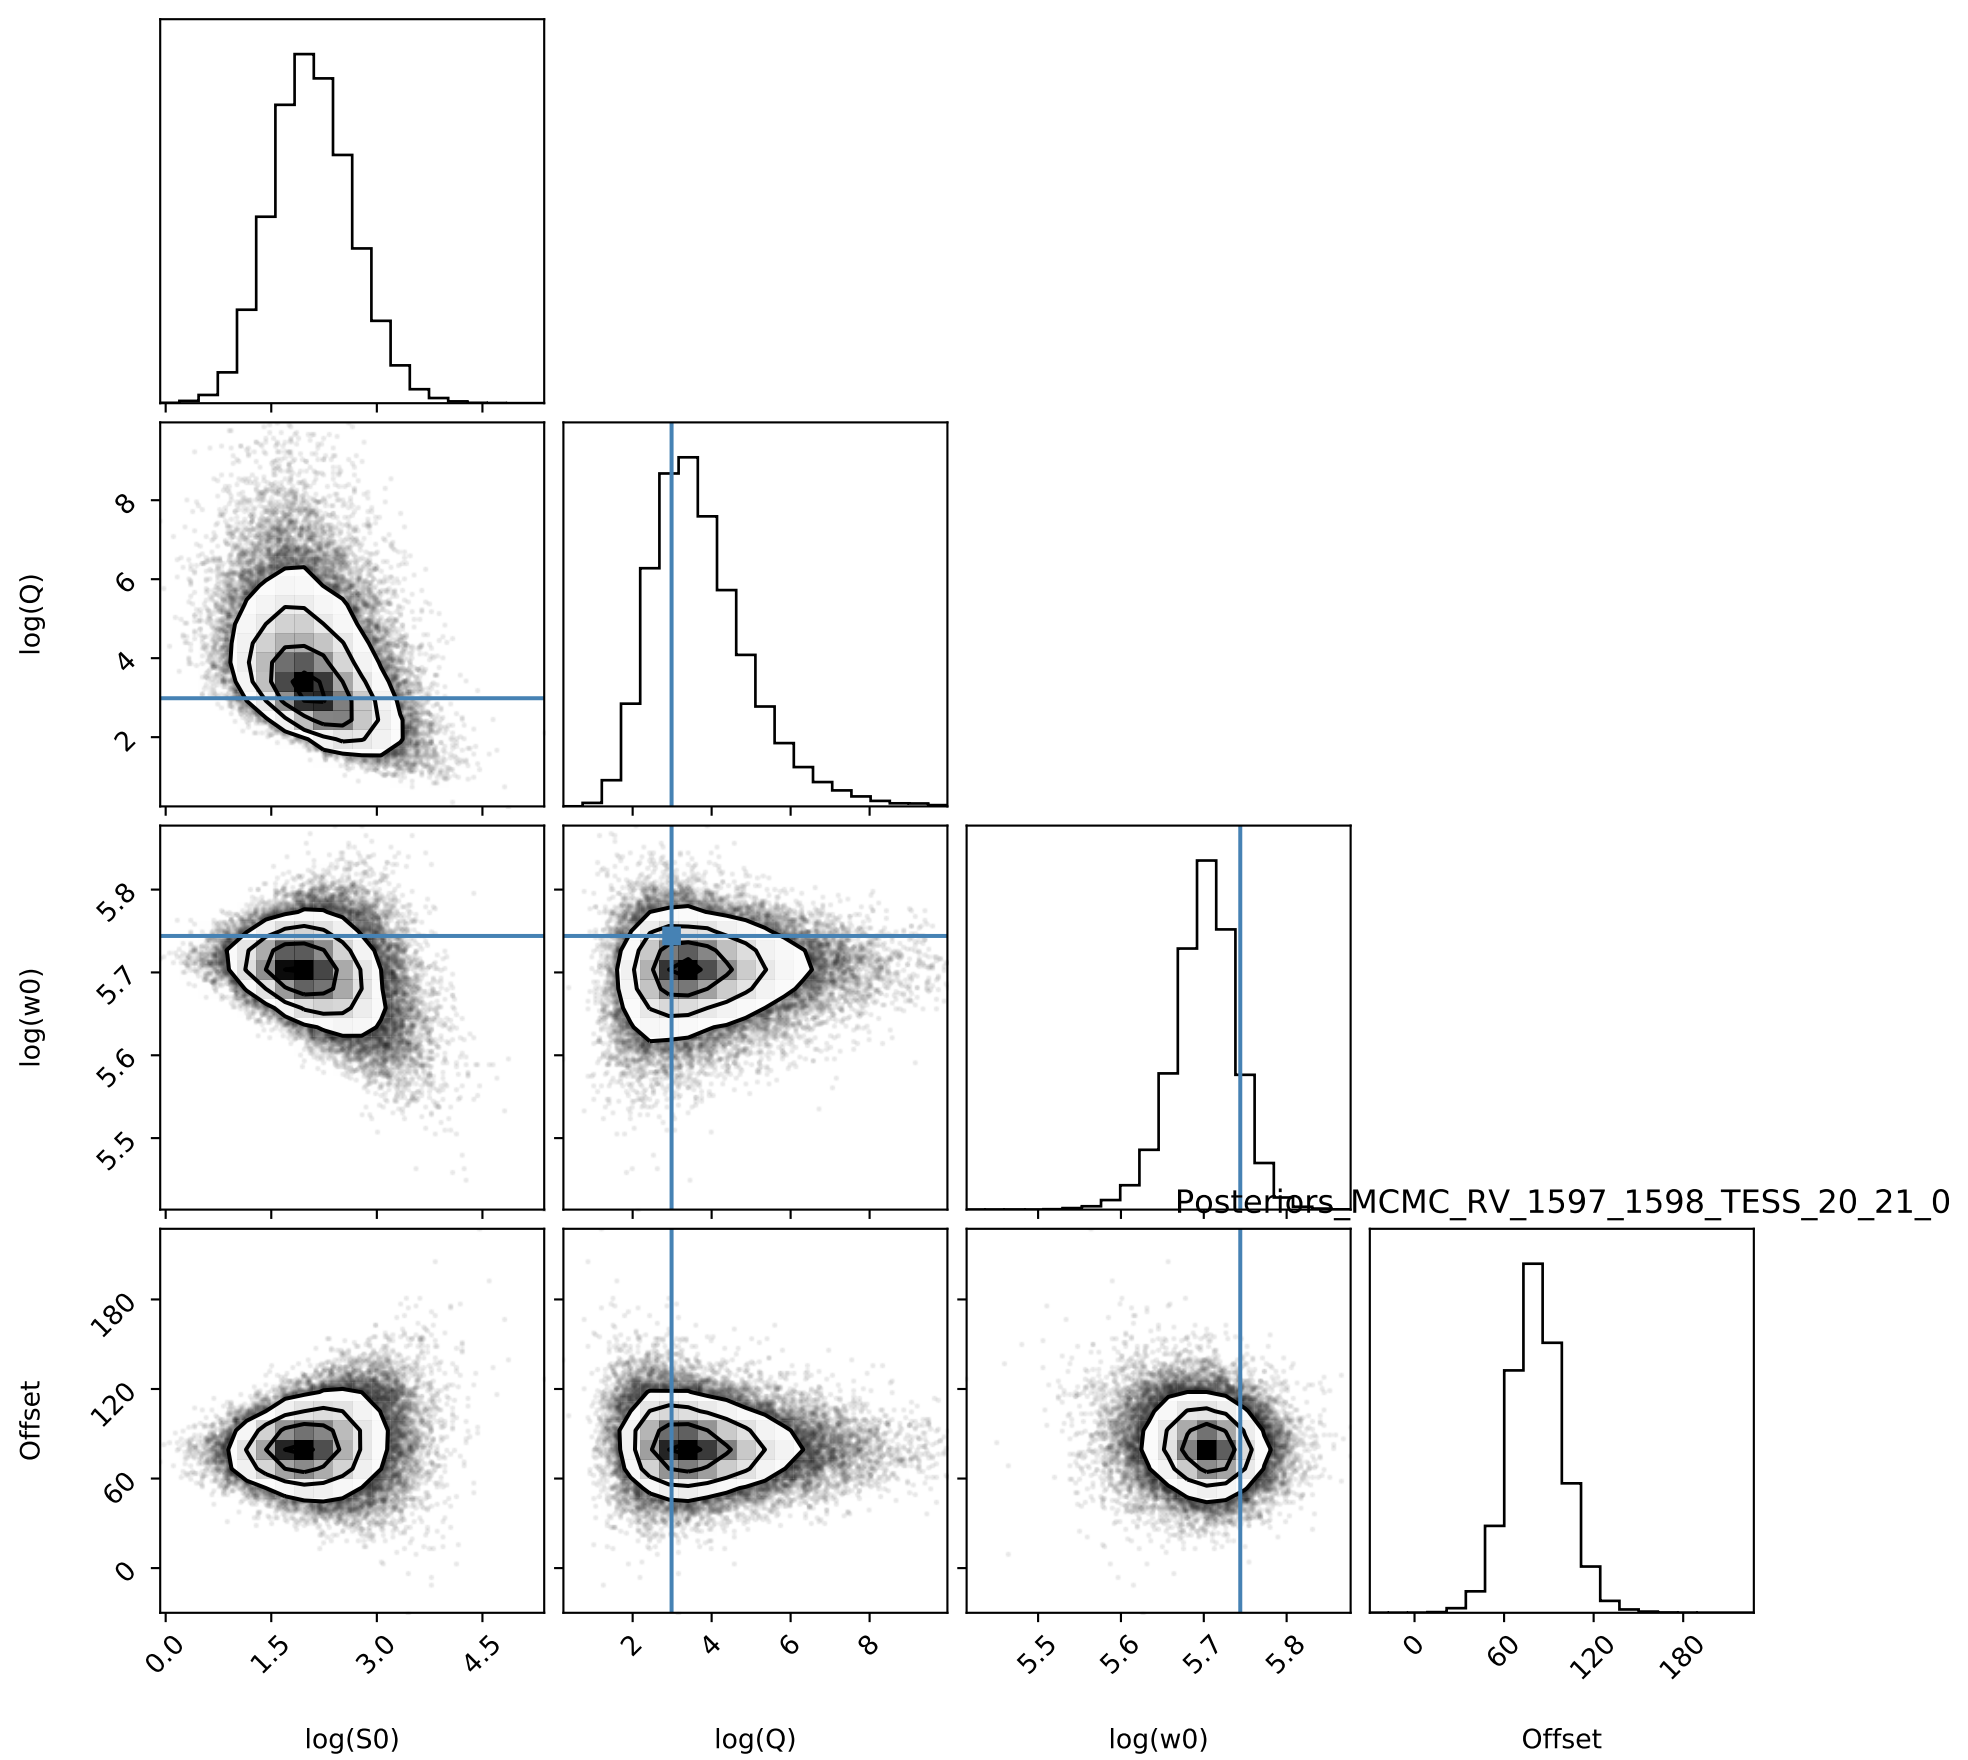 log(Q)
8
6
4
2
log(w0)
5.8
5.7
5.6
5.5
Posteriors_MCMC_RV_1597_1598_TESS_20_21_0
Offset
180
120
60
0
0.0 1.5 3.0 4.5
2 4 6 8
5.5 5.6 5.7 5.8
0 60 120 180
log(S0)
log(Q)
log(w0)
Offset